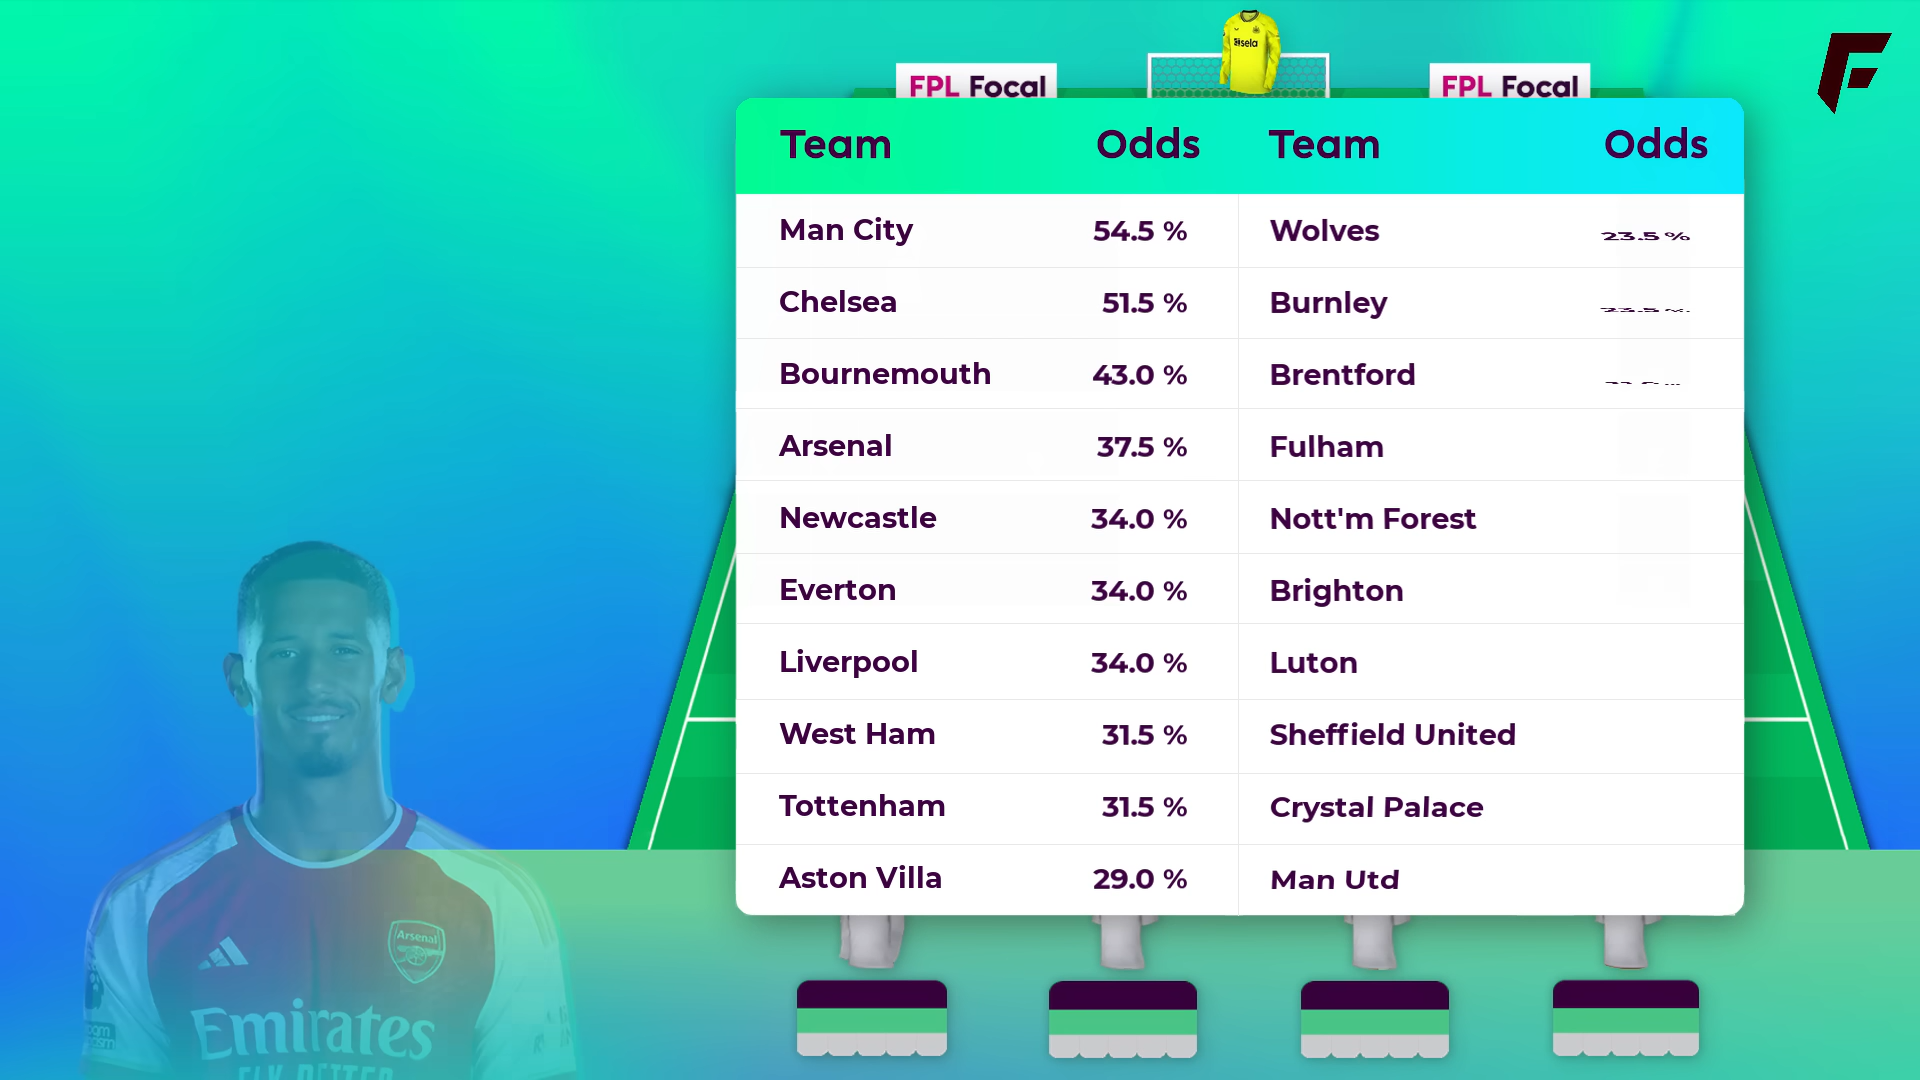 sela
FPL Focal
FPL Focal
Team Odds Team Odds
Man City 54.5 % Wolves 23.5 %
Chelsea 51.5 % Burnley
Bournemouth 43.0 % Brentford
Arsenal 37.5 % Fulham
Newcastle 34.0 % Nott'm Forest
Everton 34.0 % Brighton
Liverpool 34.0 % Luton
West Ham 31.5 % Sheffield United
Tottenham 31.5 % Crystal Palace
Aston Villa 29.0 % Man Utd
Arsenal
Emirates
FLY BETTER